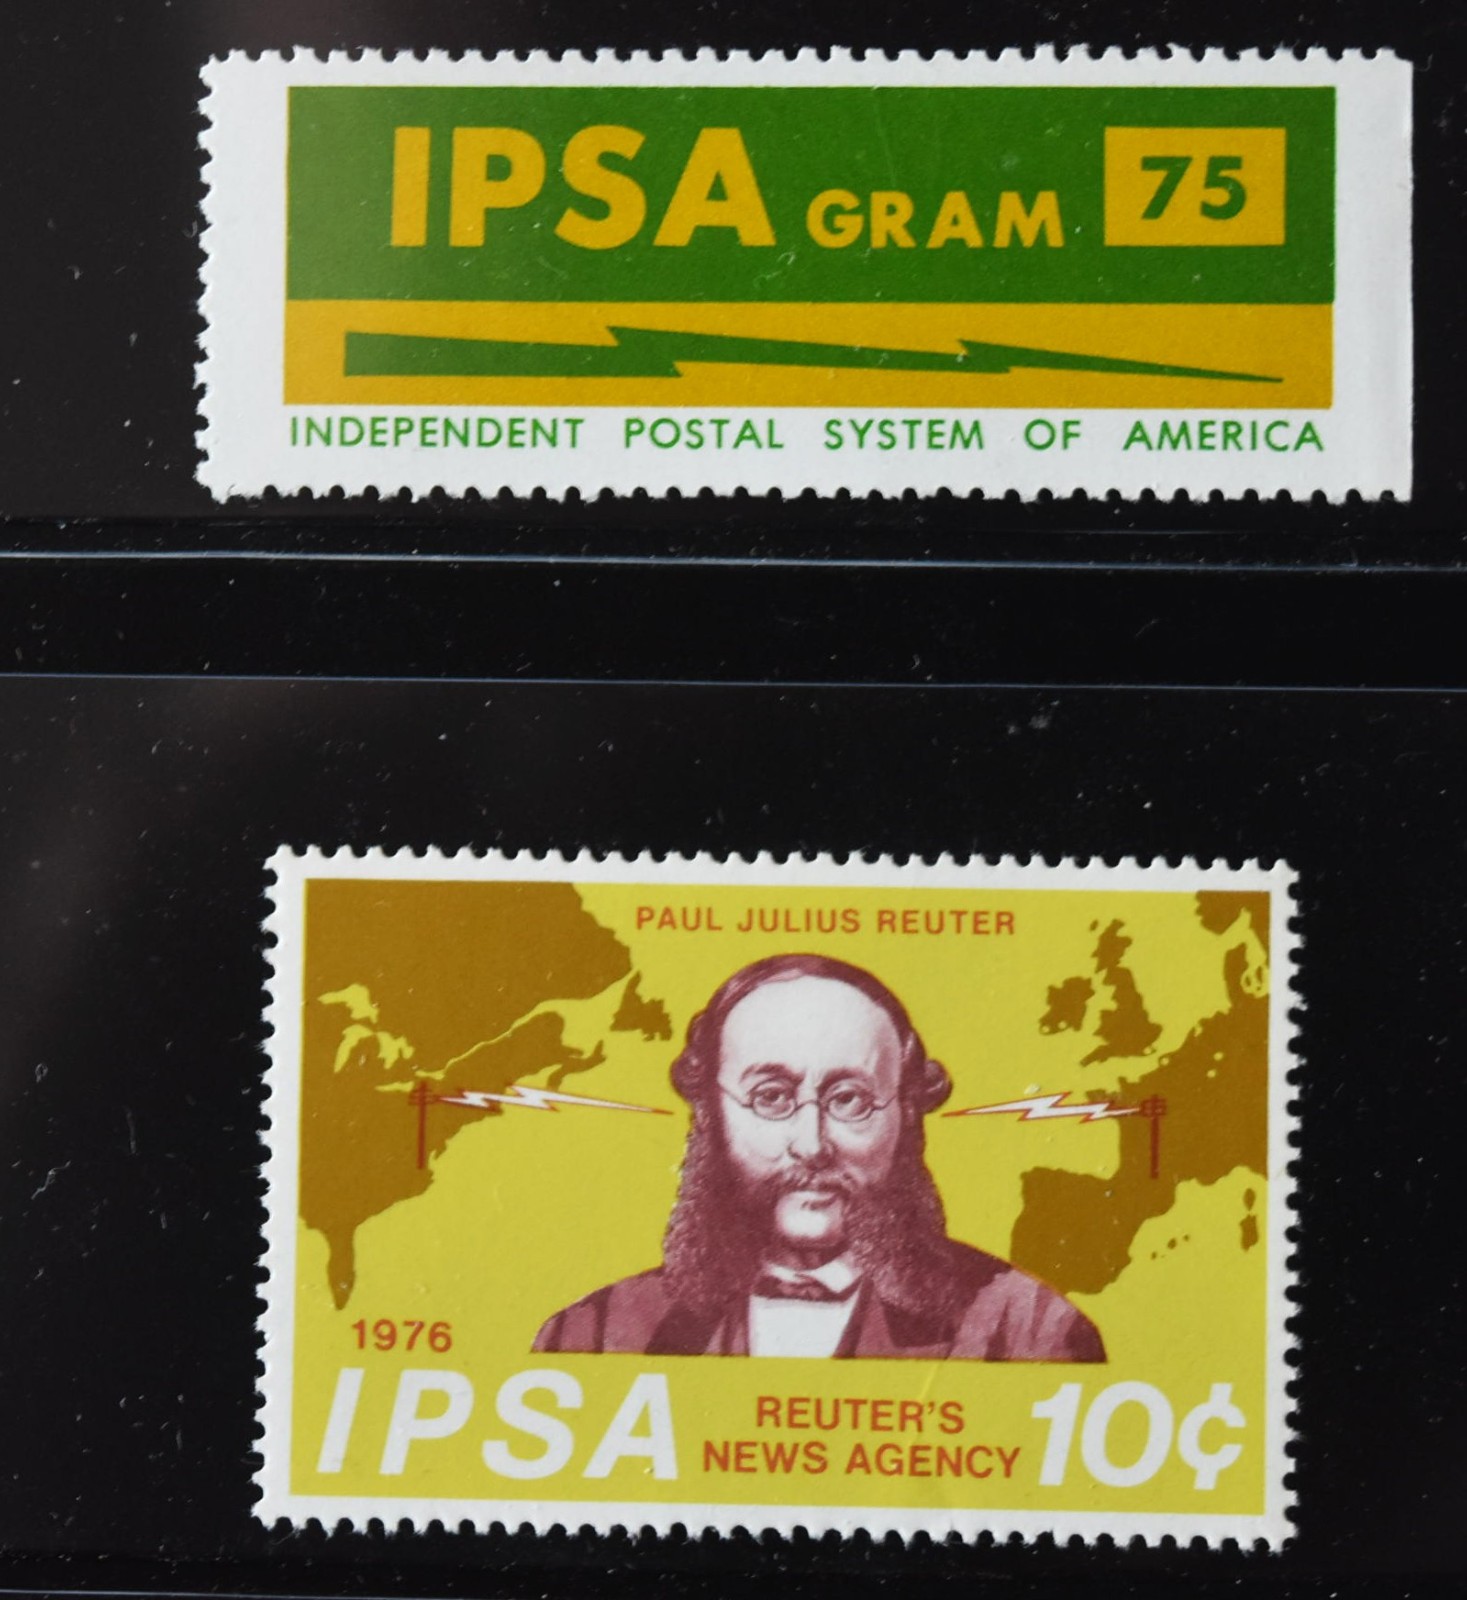 IPSA GRAM 75
INDEPENDENT POSTAL SYSTEM OF AMERICA
PAUL JULIUS REUTER
1976
IPSA REUTER'S NEWS AGENCY 10¢